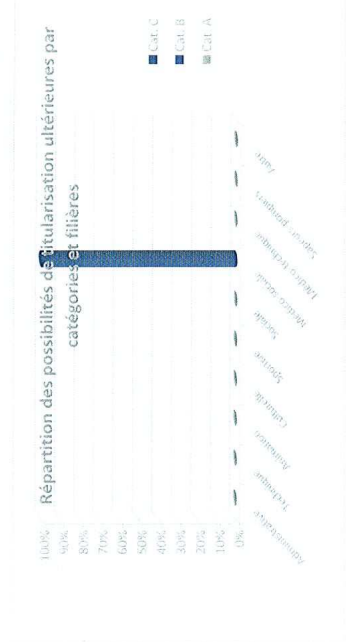 Répartition des possibilités de titularisation ultérieures par
catégories et filières
100%
90%
80%
70%
60%
50%
40%
30%
20%
10%
0%
Administrative
Technique
Animation
Culturelle
Sportive
Sociale
Médico-sociale
Médico-technique
Sapeurs-pompiers
Autre
Cat. C
Cat. B
Cat. A